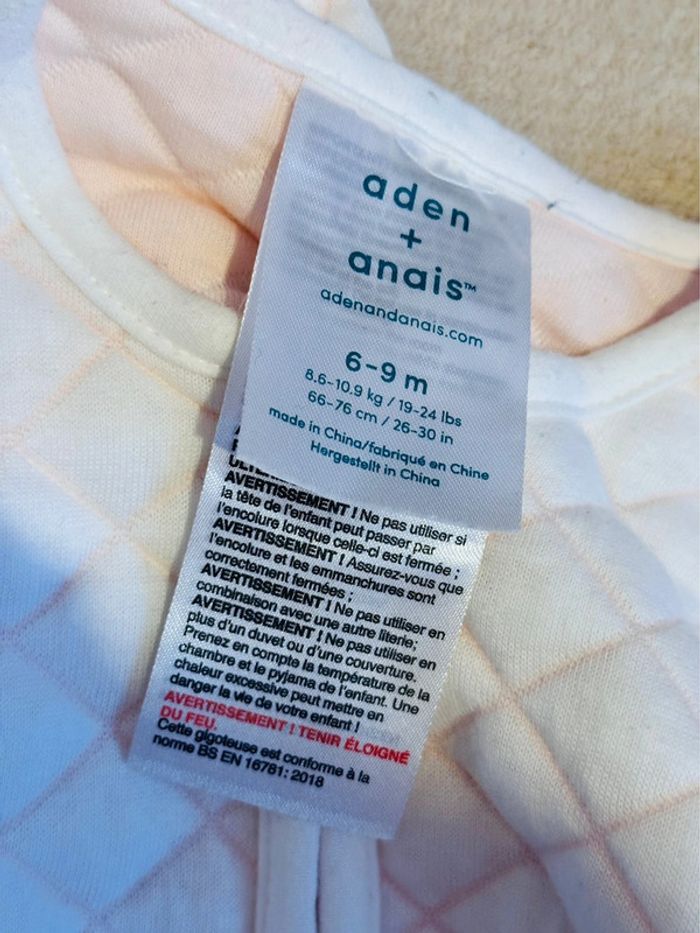 aden
+
anais™
adenandanais.com
6-9 m
8.6-10.9 kg / 19-24 lbs
66-76 cm / 26-30 in
made in China/fabriqué en Chine
Hergestellt in China
AVERTISSEMENT ! Ne pas utiliser si
la tête de l'enfant peut passer par
l'encolure lorsque celle-ci est fermée ;
AVERTISSEMENT ! Assurez-vous que
l'encolure et les emmanchures sont
correctement fermées ;
AVERTISSEMENT ! Ne pas utiliser en
combinaison avec une autre literie;
AVERTISSEMENT ! Ne pas utiliser en
plus d'un duvet ou d'une couverture.
Prenez en compte la température de la
chambre et le pyjama de l'enfant. Une
chaleur excessive peut mettre en
danger la vie de votre enfant !
AVERTISSEMENT ! TENIR ÉLOIGNÉ
DU FEU.
Cette gigoteuse est conforme à la
norme BS EN 16781: 2018